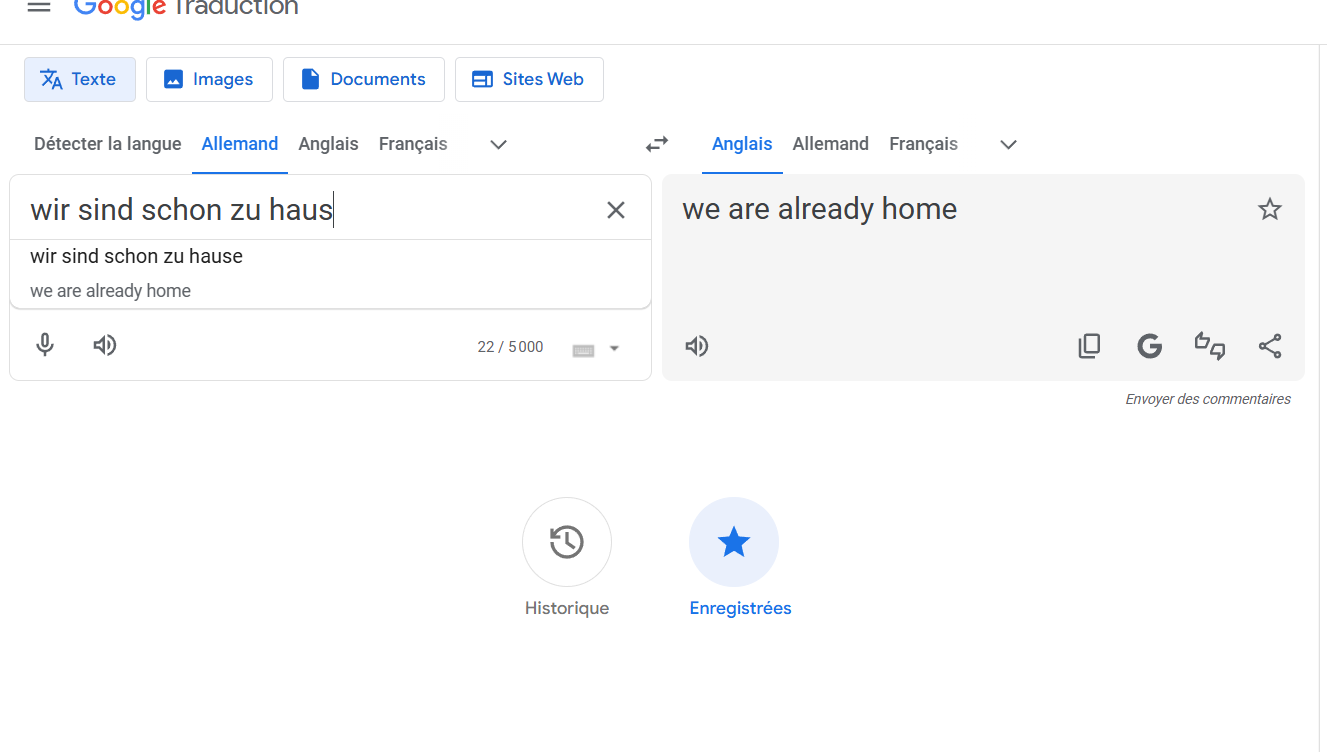 Google Traduction
Texte Images Documents Sites Web
Détecter la langue Allemand Anglais Français
Anglais Allemand Français
wir sind schon zu haus
wir sind schon zu hause
we are already home
22 / 5 000
we are already home
Envoyer des commentaires
Historique
Enregistrées